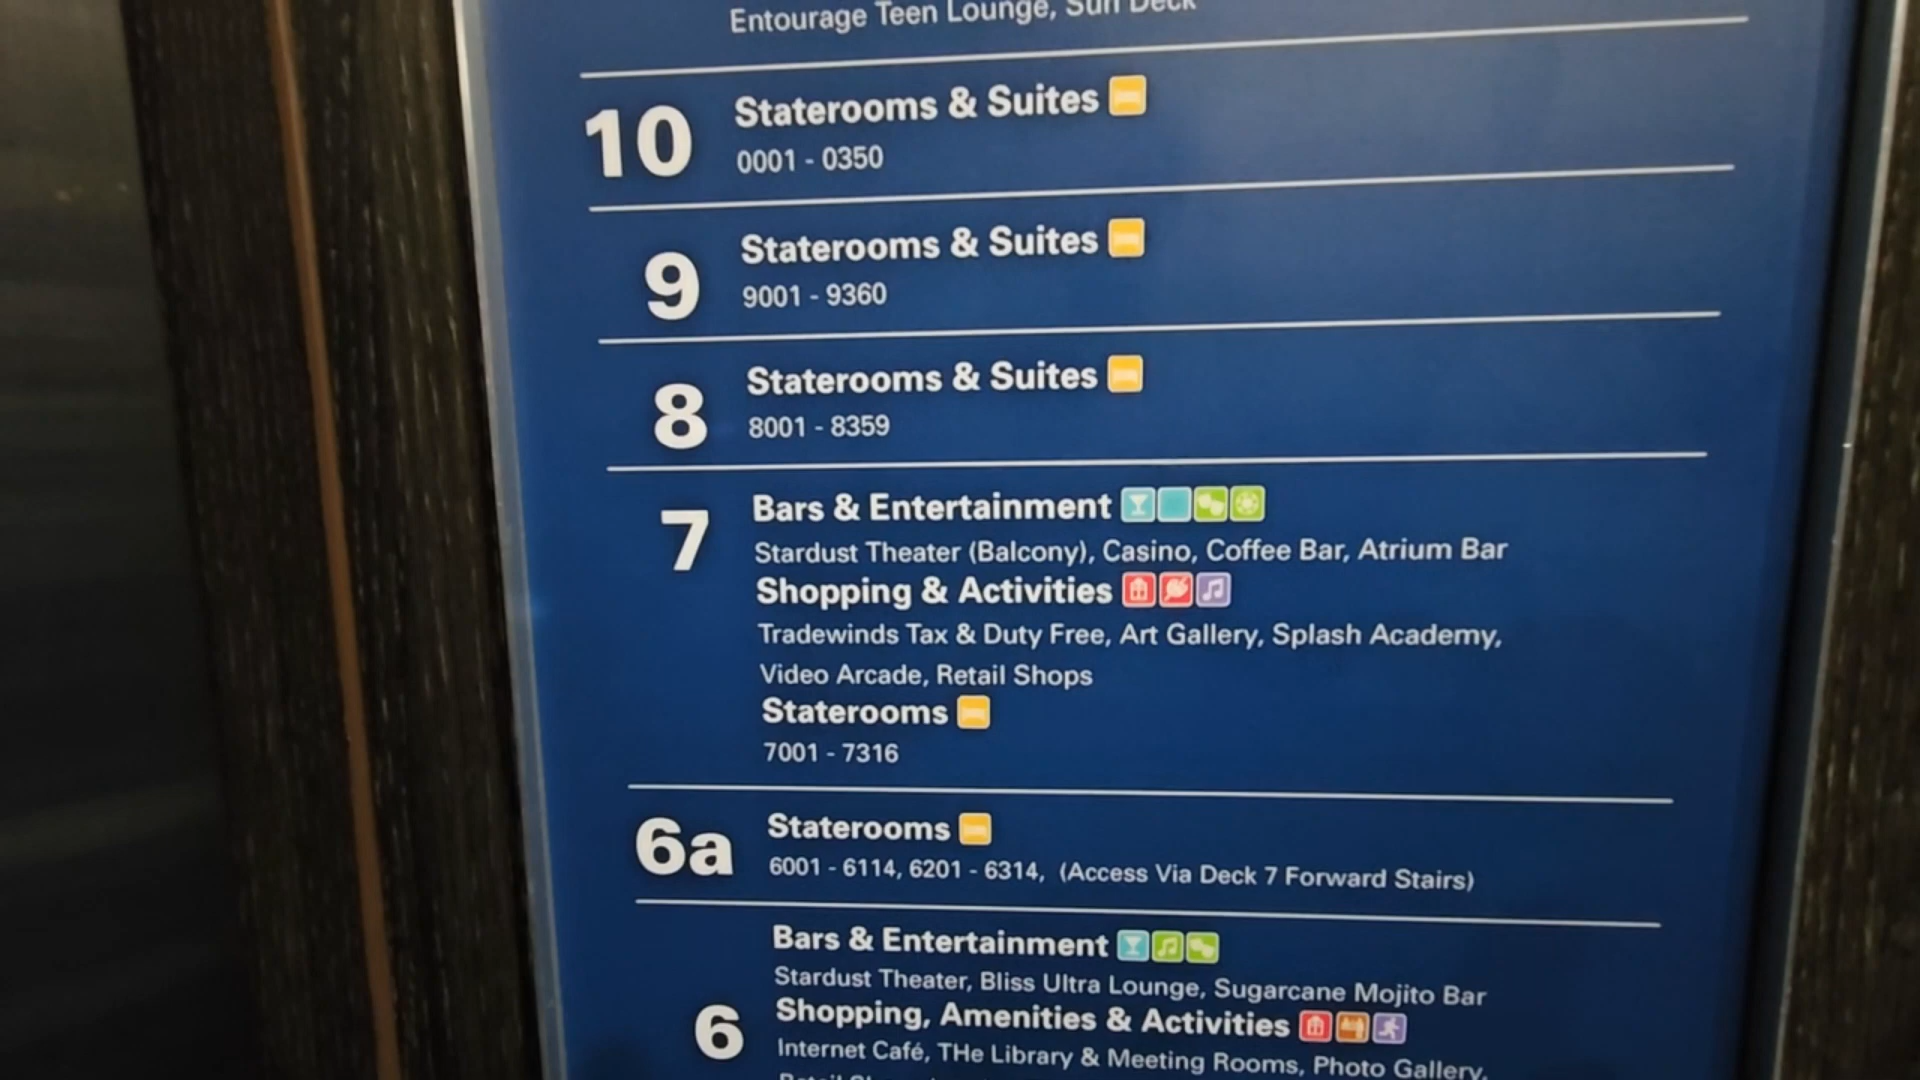 Entourage Teen Lounge, Sun Deck
10 Staterooms & Suites
0001 - 0350
9 Staterooms & Suites
9001 - 9360
8 Staterooms & Suites
8001 - 8359
7 Bars & Entertainment
Stardust Theater (Balcony), Casino, Coffee Bar, Atrium Bar
Shopping & Activities
Tradewinds Tax & Duty Free, Art Gallery, Splash Academy,
Video Arcade, Retail Shops
Staterooms
7001 - 7316
6a Staterooms
6001 - 6114, 6201 - 6314, (Access Via Deck 7 Forward Stairs)
Bars & Entertainment
Stardust Theater, Bliss Ultra Lounge, Sugarcane Mojito Bar
6 Shopping, Amenities & Activities
Internet Café, THe Library & Meeting Rooms, Photo Gallery,